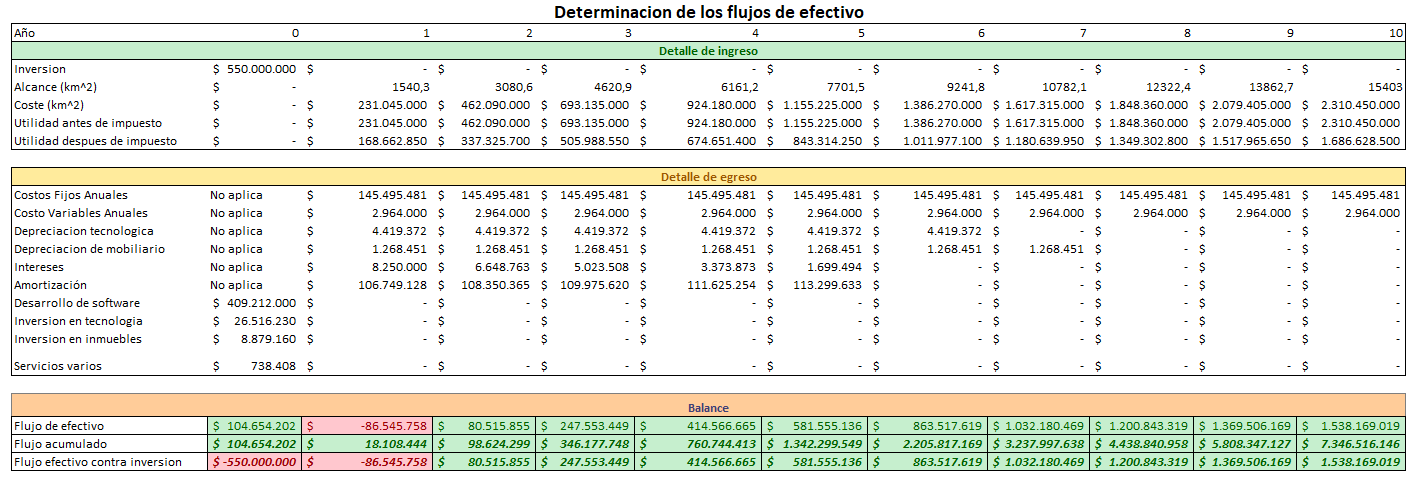 Determinacion de los flujos de efectivo
Año 0 1 2 3 4 5 6 7 8 9 10
Detalle de ingreso
Inversion $ 550.000.000 $ - $ - $ - $ - $ - $ - $ - $ - $ - $ -
Alcance (km^2) $ - 1540,3 3080,6 4620,9 6161,2 7701,5 9241,8 10782,1 12322,4 13862,7 15403
Coste (km^2) $ - $ 231.045.000 $ 462.090.000 $ 693.135.000 $ 924.180.000 $ 1.155.225.000 $ 1.386.270.000 $ 1.617.315.000 $ 1.848.360.000 $ 2.079.405.000 $ 2.310.450.000
Utilidad antes de impuesto $ - $ 231.045.000 $ 462.090.000 $ 693.135.000 $ 924.180.000 $ 1.155.225.000 $ 1.386.270.000 $ 1.617.315.000 $ 1.848.360.000 $ 2.079.405.000 $ 2.310.450.000
Utilidad despues de impuesto $ - $ 168.662.850 $ 337.325.700 $ 505.988.550 $ 674.651.400 $ 843.314.250 $ 1.011.977.100 $ 1.180.639.950 $ 1.349.302.800 $ 1.517.965.650 $ 1.686.628.500
Detalle de egreso
Costos Fijos Anuales No aplica $ 145.495.481 $ 145.495.481 $ 145.495.481 $ 145.495.481 $ 145.495.481 $ 145.495.481 $ 145.495.481 $ 145.495.481 $ 145.495.481 $ 145.495.481
Costo Variables Anuales No aplica $ 2.964.000 $ 2.964.000 $ 2.964.000 $ 2.964.000 $ 2.964.000 $ 2.964.000 $ 2.964.000 $ 2.964.000 $ 2.964.000 $ 2.964.000
Depreciacion tecnologica No aplica $ 4.419.372 $ 4.419.372 $ 4.419.372 $ 4.419.372 $ 4.419.372 $ 4.419.372 $ - $ - $ - $ -
Depreciacion de mobiliario No aplica $ 1.268.451 $ 1.268.451 $ 1.268.451 $ 1.268.451 $ 1.268.451 $ 1.268.451 $ 1.268.451 $ - $ - $ -
Intereses No aplica $ 8.250.000 $ 6.648.763 $ 5.023.508 $ 3.373.873 $ 1.699.494 $ - $ - $ - $ - $ -
Amortización No aplica $ 106.749.128 $ 108.350.365 $ 109.975.620 $ 111.625.254 $ 113.299.633 $ - $ - $ - $ - $ -
Desarrollo de software $ 409.212.000 $ - $ - $ - $ - $ - $ - $ - $ - $ - $ -
Inversion en tecnologia $ 26.516.230 $ - $ - $ - $ - $ - $ - $ - $ - $ - $ -
Inversion en inmuebles $ 8.879.160 $ - $ - $ - $ - $ - $ - $ - $ - $ - $ -
Servicios varios $ 738.408 $ - $ - $ - $ - $ - $ - $ - $ - $ - $ -
Balance
Flujo de efectivo $ 104.654.202 $ -86.545.758 $ 80.515.855 $ 247.553.449 $ 414.566.665 $ 581.555.136 $ 863.517.619 $ 1.032.180.469 $ 1.200.843.319 $ 1.369.506.169 $ 1.538.169.019
Flujo acumulado $ 104.654.202 $ 18.108.444 $ 98.624.299 $ 346.177.748 $ 760.744.413 $ 1.342.299.549 $ 2.205.817.169 $ 3.237.997.638 $ 4.438.840.958 $ 5.808.347.127 $ 7.346.516.146
Flujo efectivo contra inversion $ -550.000.000 $ -86.545.758 $ 80.515.855 $ 247.553.449 $ 414.566.665 $ 581.555.136 $ 863.517.619 $ 1.032.180.469 $ 1.200.843.319 $ 1.369.506.169 $ 1.538.169.019